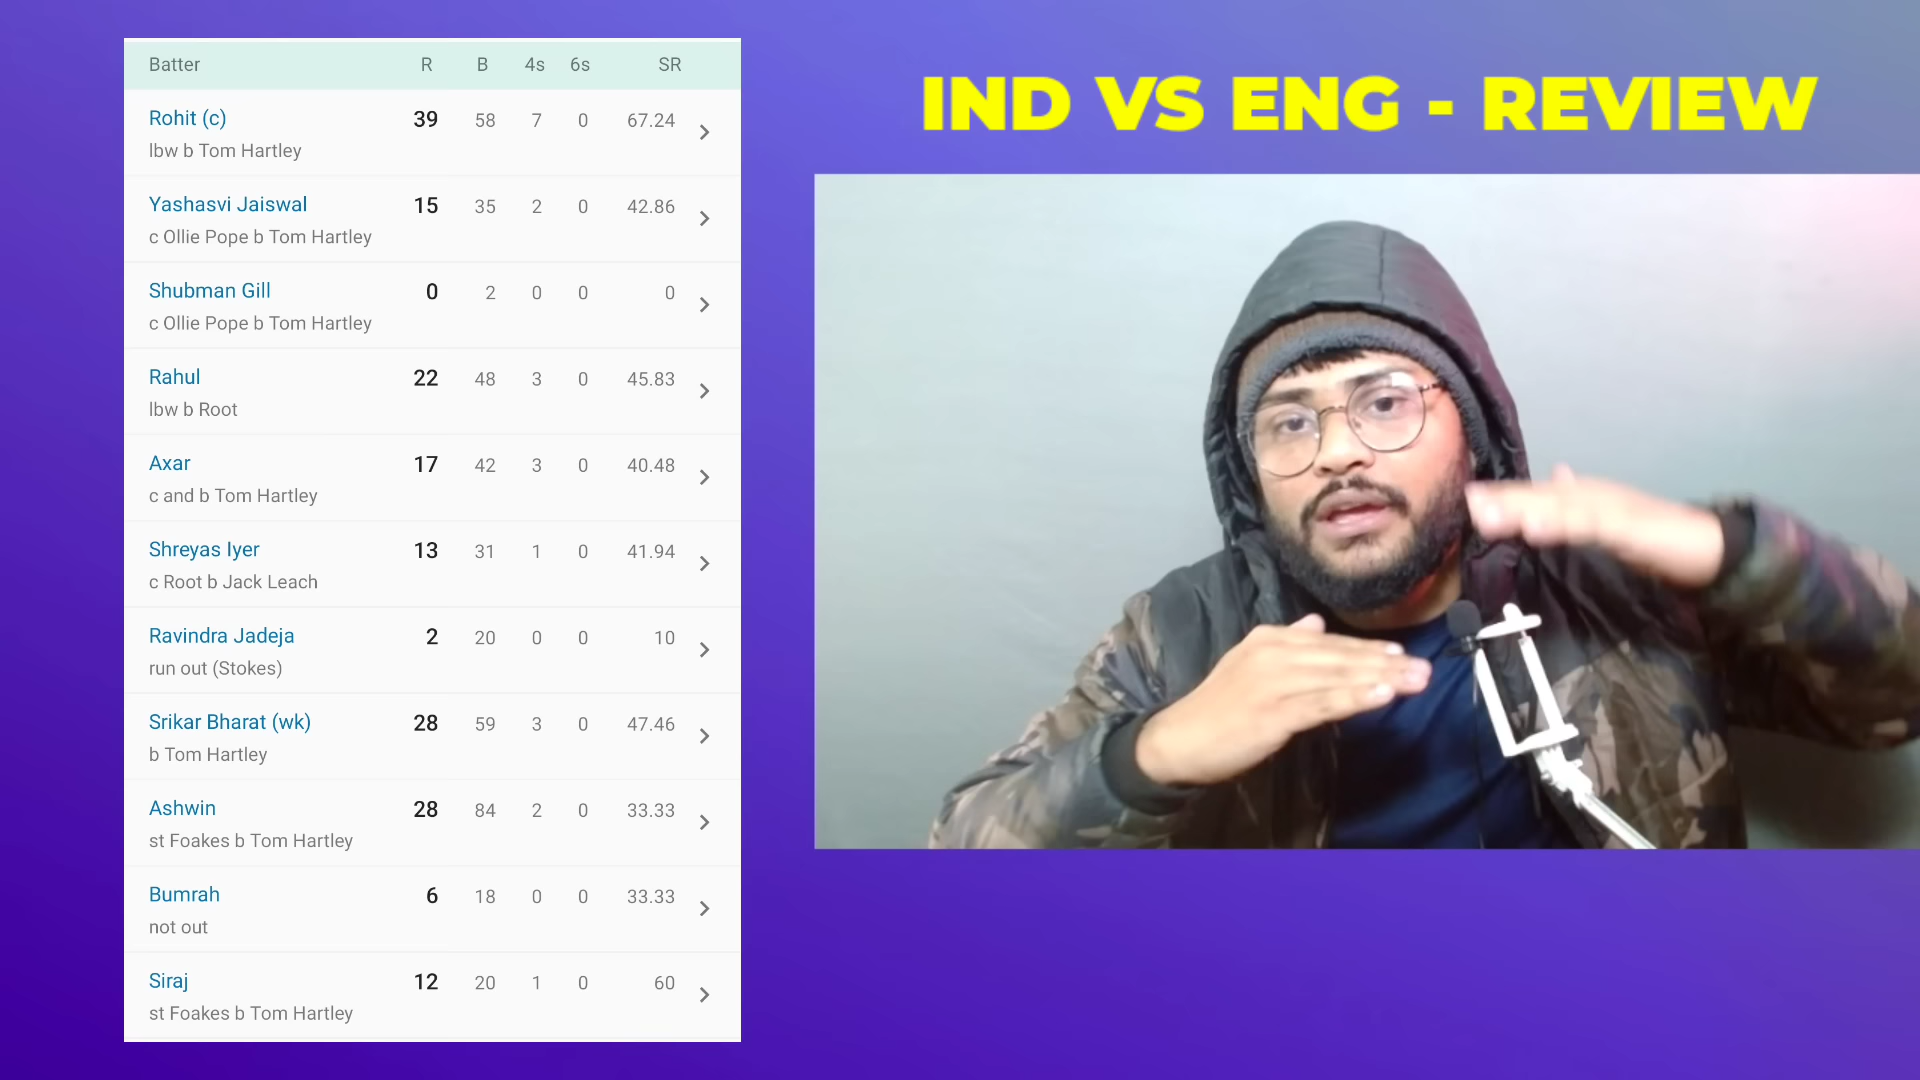 Batter R B 4s 6s SR
Rohit (c) 39 58 7 0 67.24
lbw b Tom Hartley
Yashasvi Jaiswal 15 35 2 0 42.86
c Ollie Pope b Tom Hartley
Shubman Gill 0 2 0 0 0
c Ollie Pope b Tom Hartley
Rahul 22 48 3 0 45.83
lbw b Root
Axar 17 42 3 0 40.48
c and b Tom Hartley
Shreyas Iyer 13 31 1 0 41.94
c Root b Jack Leach
Ravindra Jadeja 2 20 0 0 10
run out (Stokes)
Srikar Bharat (wk) 28 59 3 0 47.46
b Tom Hartley
Ashwin 28 84 2 0 33.33
st Foakes b Tom Hartley
Bumrah 6 18 0 0 33.33
not out
Siraj 12 20 1 0 60
st Foakes b Tom Hartley
IND VS ENG - REVIEW